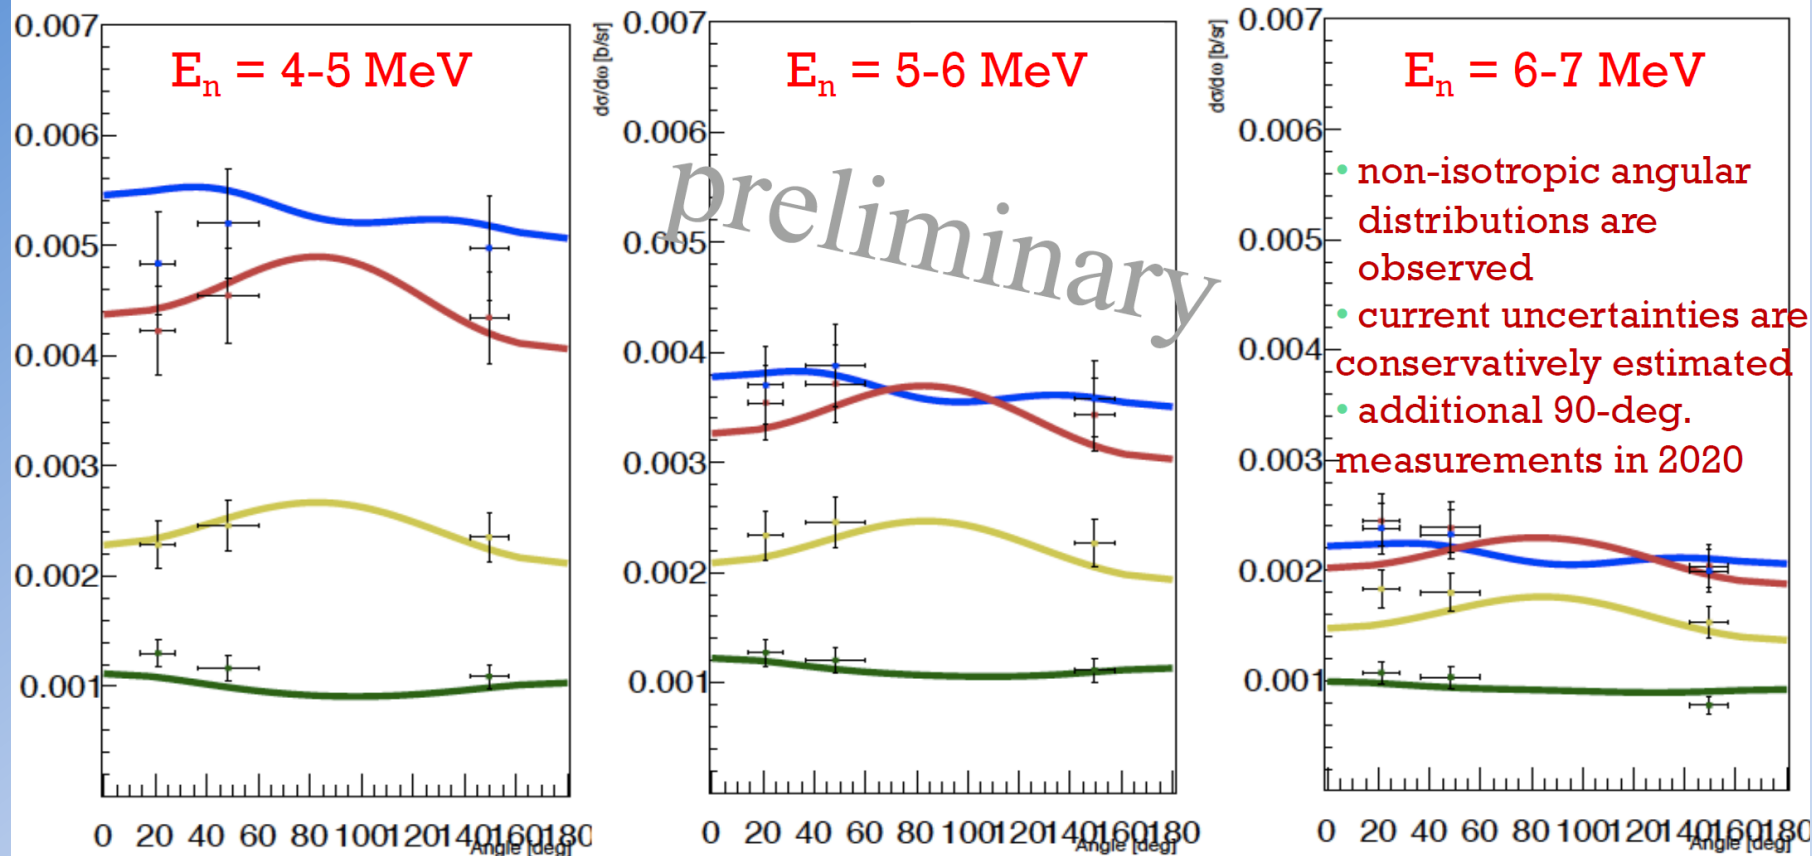 E_n = 4-5 MeV
0.007
0.006
0.005
0.004
0.003
0.002
0.001
0 20 40 60 80 100120140160180
Angle [deg]
E_n = 5-6 MeV
dσ/dω [b/sr]
0.007
0.006
0.005
0.004
0.003
0.002
0.001
0 20 40 60 80 100120140160180
Angle [deg]
preliminary
E_n = 6-7 MeV
dσ/dω [b/sr]
0.007
0.006
0.005
0.004
0.003
0.002
0.001
0 20 40 60 80 100120140160180
Angle [deg]
• non-isotropic angular
distributions are
observed
• current uncertainties are
conservatively estimated
• additional 90-deg.
measurements in 2020